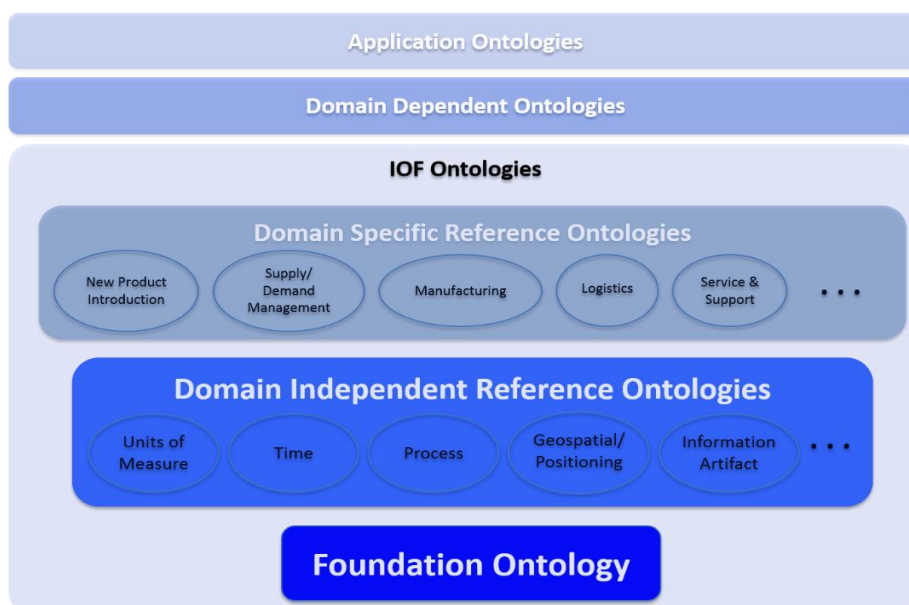 Application Ontologies
Domain Dependent Ontologies
IOF Ontologies
Domain Specific Reference Ontologies
New Product
Introduction
Supply/
Demand
Management
Manufacturing
Logistics
Service &
Support
. . .
Domain Independent Reference Ontologies
Units of
Measure
Time
Process
Geospatial/
Positioning
Information
Artifact
. . .
Foundation Ontology